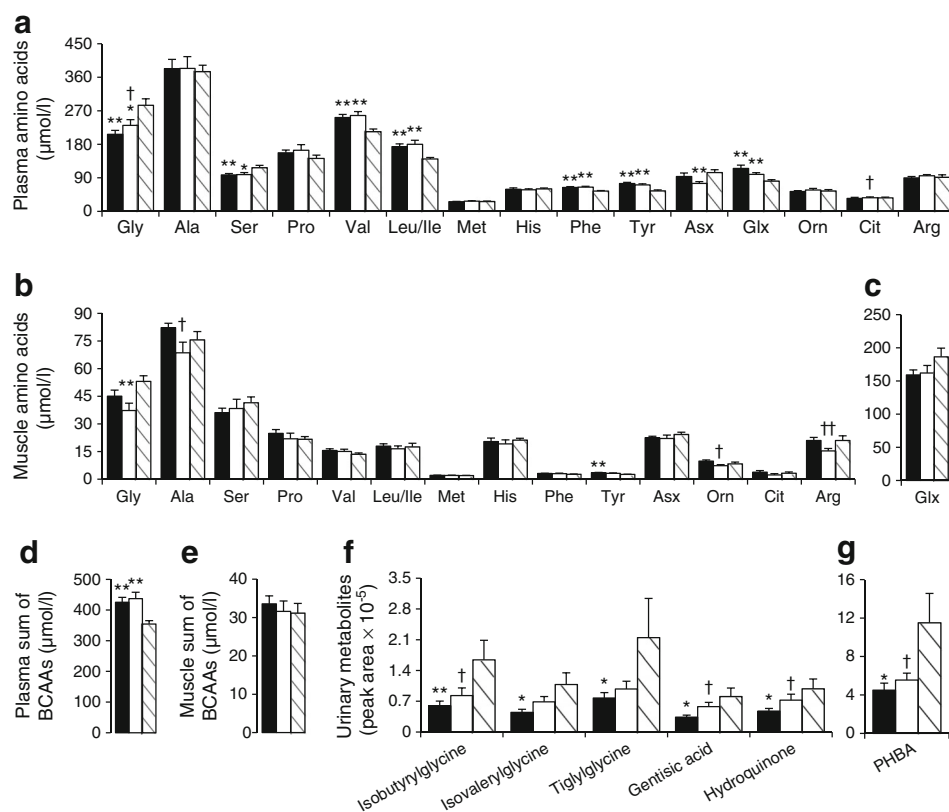 a
Plasma amino acids
(µmol/l)
450
360
270
180
90
0
** † * ** * ** ** ** ** ** ** ** ** ** ** ** †
Gly Ala Ser Pro Val Leu/Ile Met His Phe Tyr Asx Glx Orn Cit Arg
b
Muscle amino acids
(µmol/l)
90
75
60
45
30
15
0
** † ** † ††
Gly Ala Ser Pro Val Leu/Ile Met His Phe Tyr Asx Orn Cit Arg
c
250
200
150
100
50
0
Glx
d
Plasma sum of
BCAAs (µmol/l)
500
400
300
200
100
0
** **
e
Muscle sum of
BCAAs (µmol/l)
40
30
20
10
0
f
Urinary metabolites
(peak area × 10-5)
3.5
2.8
2.1
1.4
0.7
0
** † * * * † * †
Isobutyrylglycine
Isovalerylglycine
Tiglylglycine
Gentisic acid
Hydroquinone
g
16
12
8
4
0
* †
PHBA